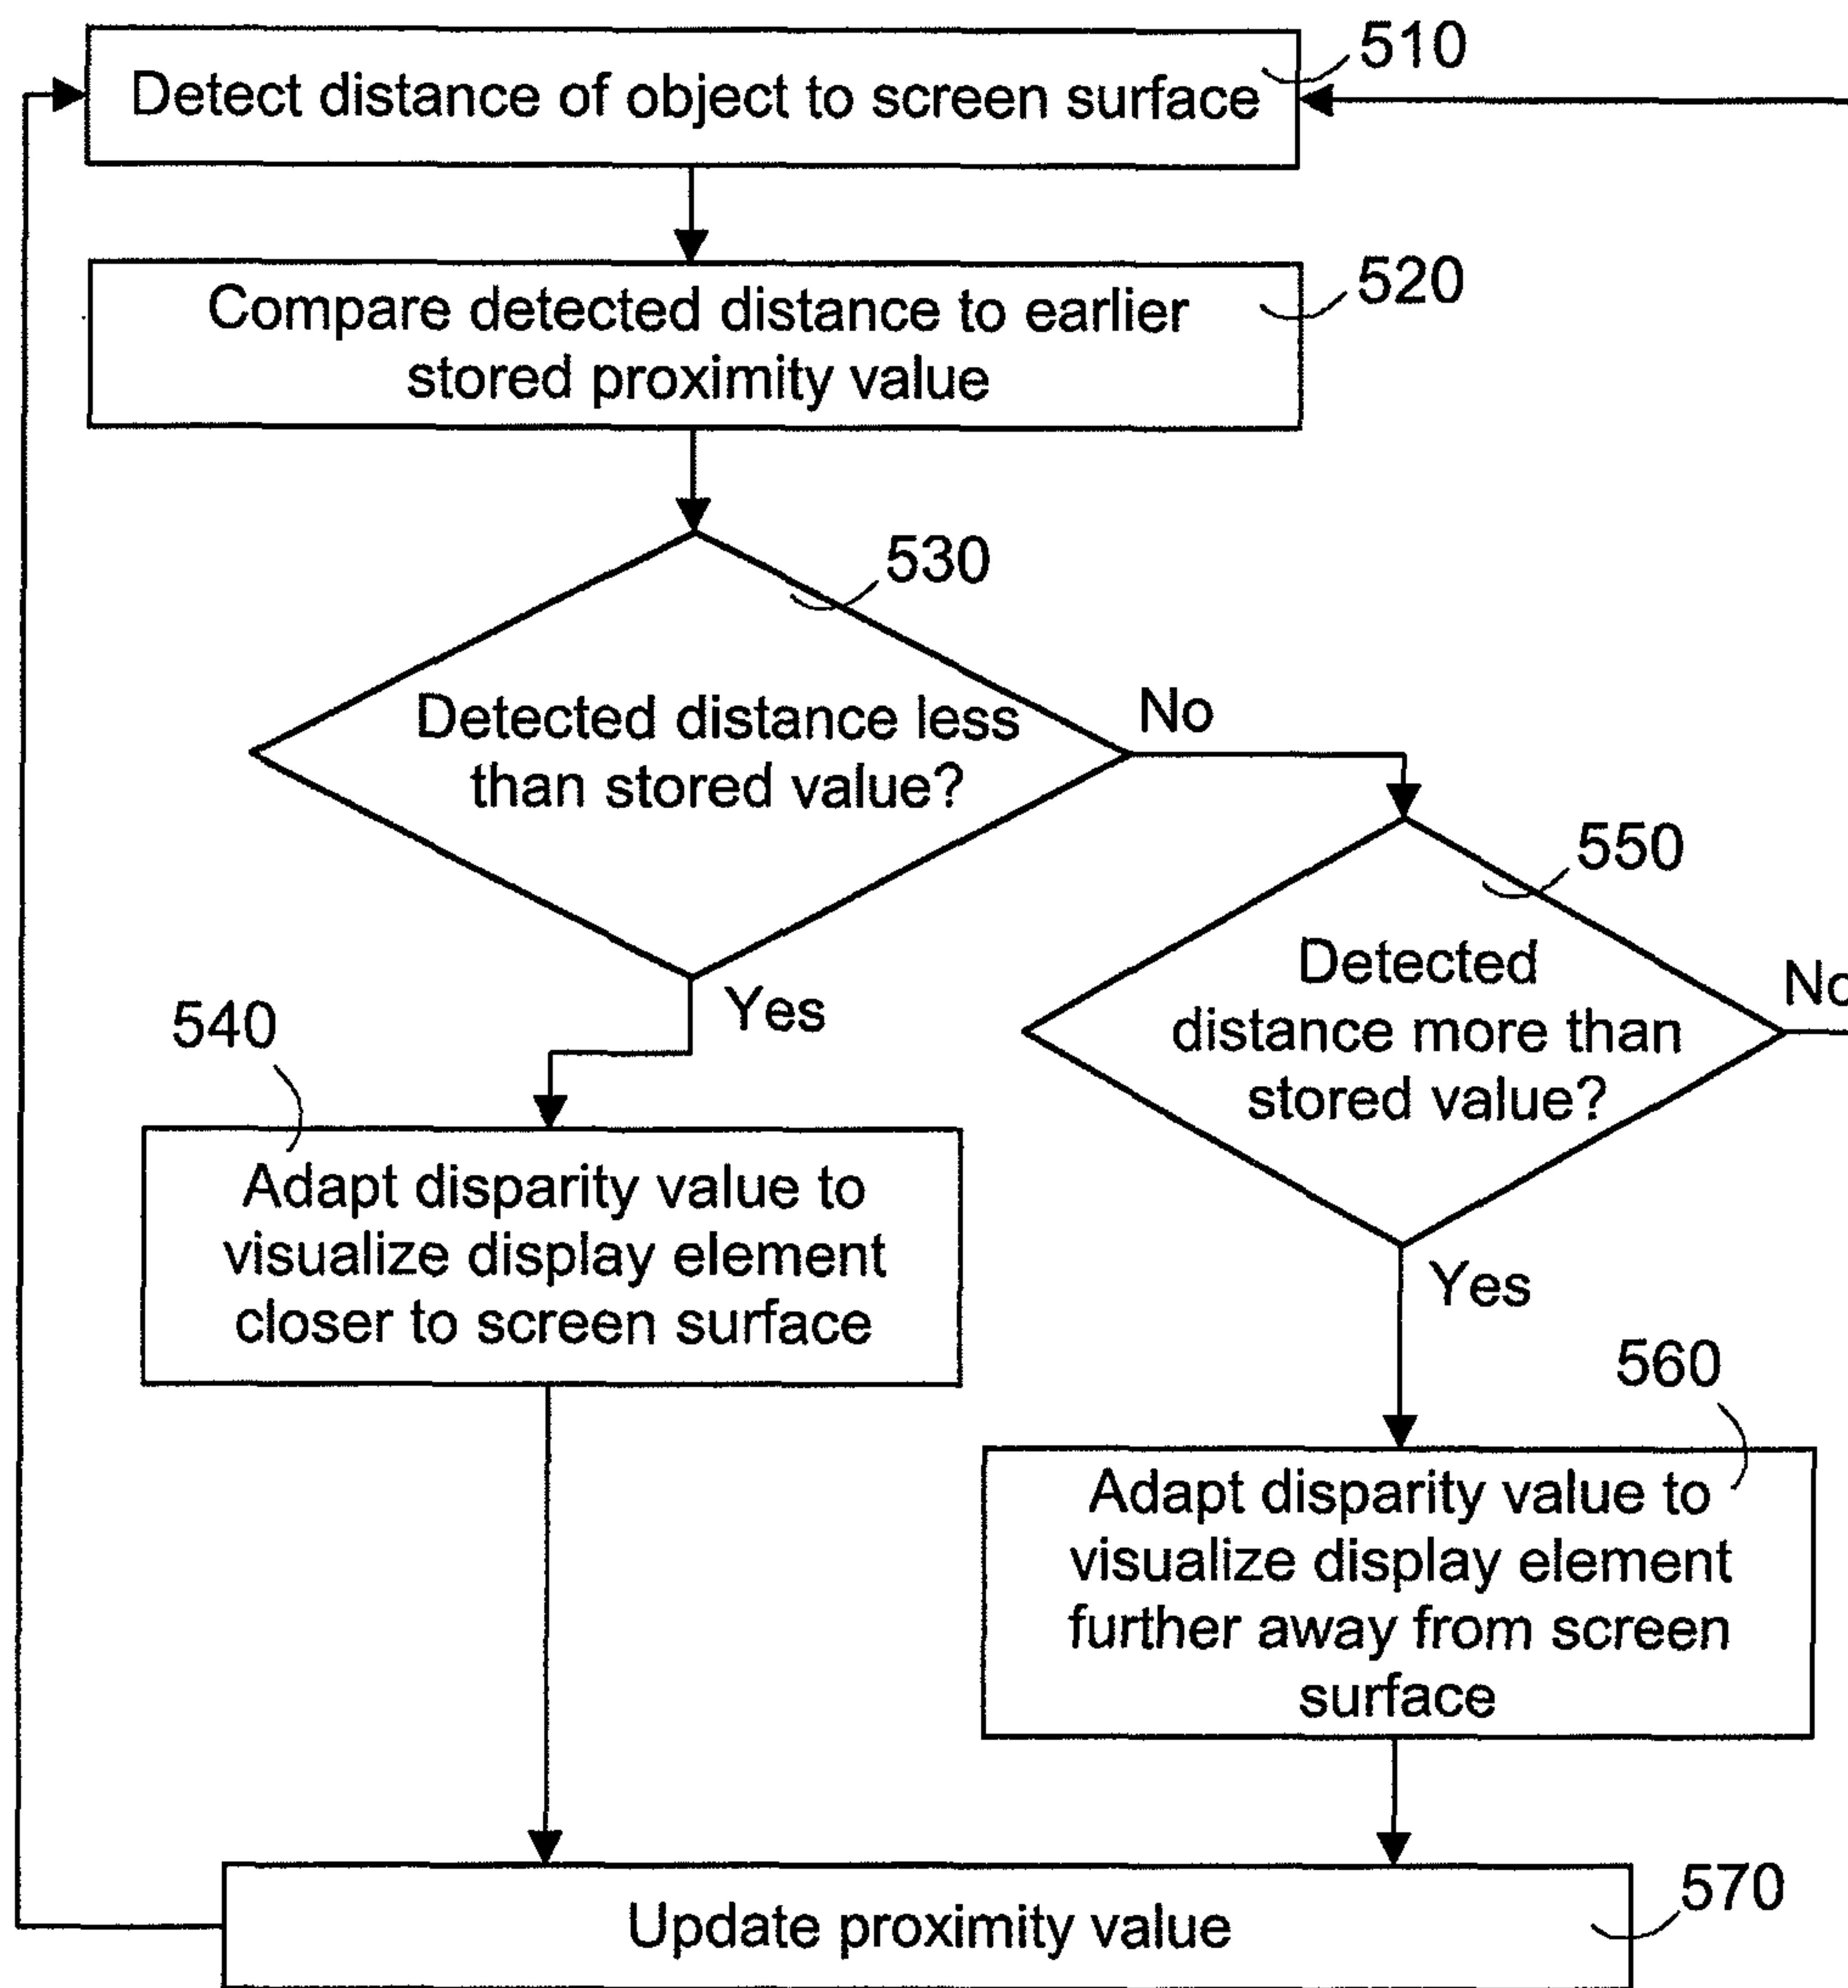 510
Detect distance of object to screen surface
520
Compare detected distance to earlier
stored proximity value
530
Detected distance less
than stored value?
No
Yes
550
Detected
distance more than
stored value?
No
Yes
540
Adapt disparity value to
visualize display element
closer to screen surface
560
Adapt disparity value to
visualize display element
further away from screen
surface
570
Update proximity value